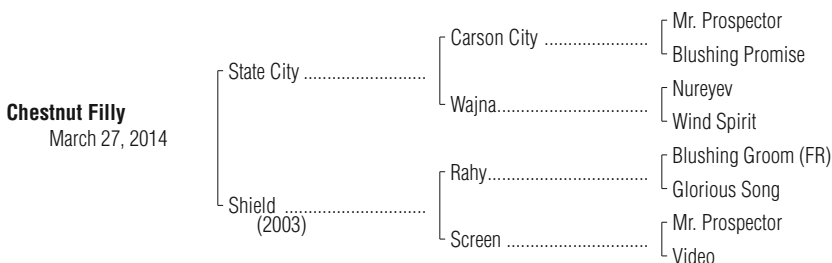 Mr. Prospector
Carson City ......................
Blushing Promise
State City ..........................
Nureyev
Wajna................................
Wind Spirit
Chestnut Filly
March 27, 2014
Blushing Groom (FR)
Rahy..................................
Glorious Song
Shield ..............................
(2003)
Mr. Prospector
Screen ..............................
Video